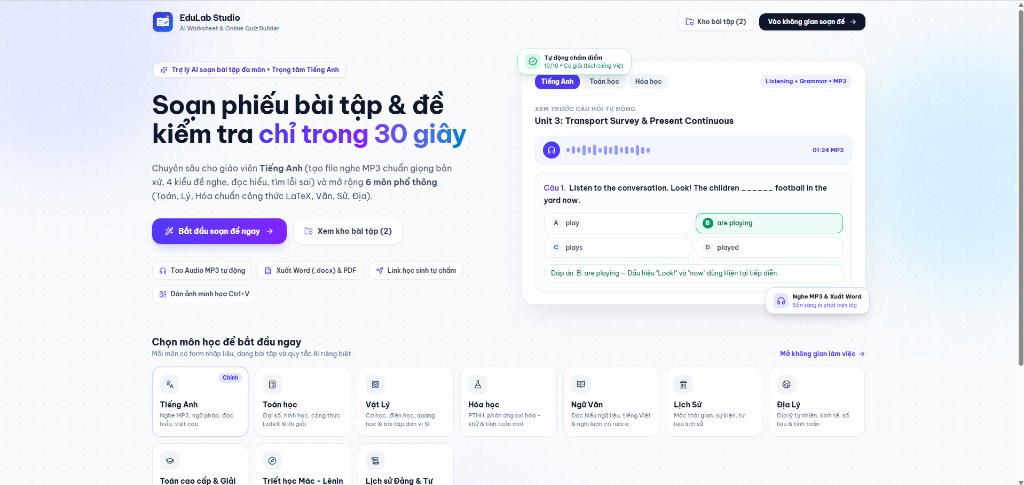 EduLab Studio
AI Worksheet & Online Quiz Builder
Kho bài tập (2)
Vào không gian soạn đề →
Trợ lý AI soạn bài tập đa môn • Trọng tâm Tiếng Anh
Soạn phiếu bài tập & đề
kiểm tra chỉ trong 30 giây
Chuyên sâu cho giáo viên Tiếng Anh (tạo file nghe MP3 chuẩn giọng bản
xứ, 4 kiểu đề nghe, đọc hiểu, tìm lỗi sai) và mở rộng 6 môn phổ thông
(Toán, Lý, Hóa chuẩn công thức LaTeX, Văn, Sử, Địa).
Bắt đầu soạn đề ngay →
Xem kho bài tập (2)
Tạo Audio MP3 tự động
Xuất Word (.docx) & PDF
Link học sinh tự chấm
Dán ảnh minh họa Ctrl+V
Tự động chấm điểm
10/10 • Có giải thích tiếng Việt
Tiếng Anh
Toán học
Hóa học
Listening + Grammar • MP3
XEM TRƯỚC CÂU HỎI TỰ ĐỘNG
Unit 3: Transport Survey & Present Continuous
01:24 MP3
Câu 1. Listen to the conversation. Look! The children ______ football in the
yard now.
A play
B are playing
C plays
D played
Đáp án. B. are playing — Dấu hiệu "Look!" và "now" dùng Hiện tại tiếp diễn.
Nghe MP3 & Xuất Word
Sẵn sàng in phát trên lớp
Chọn môn học để bắt đầu ngay
Mỗi môn có form nhập liệu, dạng bài tập và quy tắc AI riêng biệt
Mở không gian làm việc →
Chính
Tiếng Anh
Nghe MP3, ngữ pháp, đọc
hiểu, viết câu
Toán học
Đại số, hình học, công thức
LaTeX & lời giải
Vật Lý
Cơ học, điện học, quang
học & bài tập đơn vị SI
Hóa học
PTHH, phản ứng oxi hóa -
khử & tính toán mol
Ngữ Văn
Đọc hiểu ngữ liệu, tiếng Việt
& nghị luận có rubric
Lịch Sử
Mốc thời gian, sự kiện, tư
liệu lịch sử
Địa Lý
Địa lý tự nhiên, kinh tế, số
liệu & tính toán
Toán cao cấp & Giải
Triết học Mác - Lênin
Lịch sử Đảng & Tư